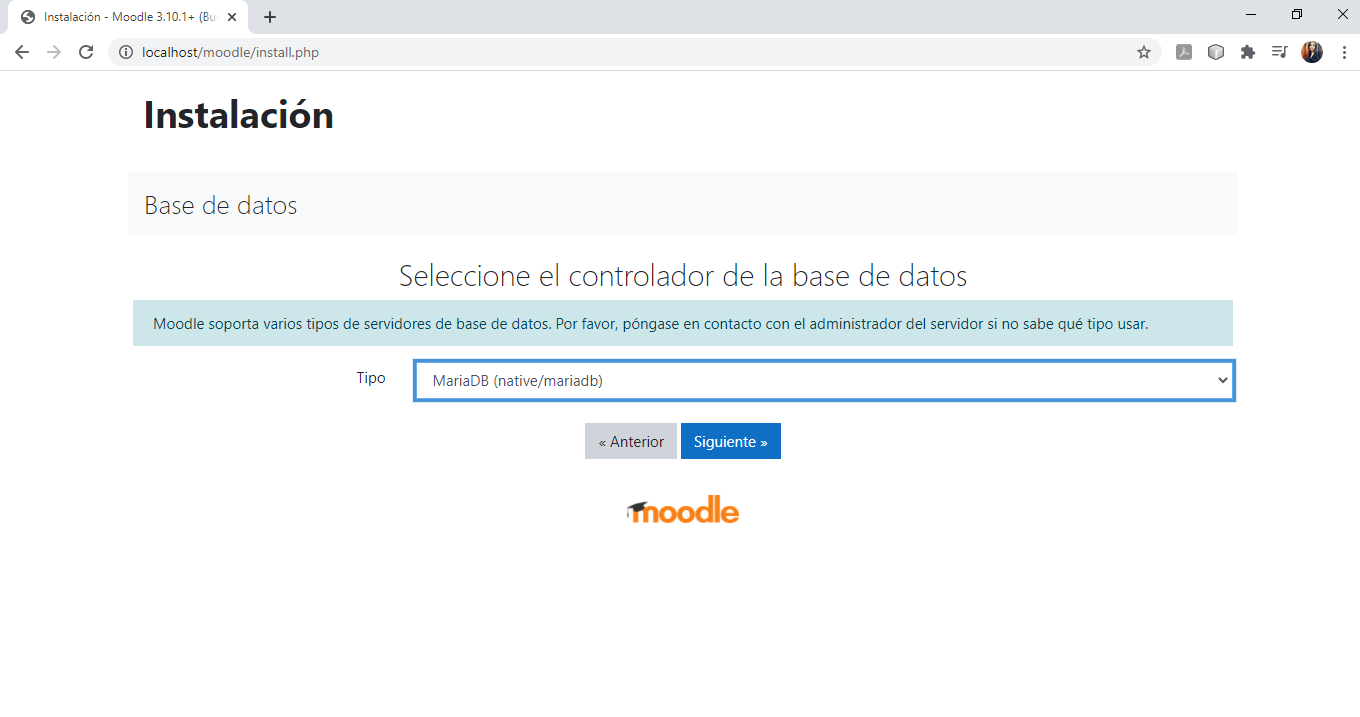 Instalación - Moodle 3.10.1+ (Bu
localhost/moodle/install.php
Instalación
Base de datos
Seleccione el controlador de la base de datos
Moodle soporta varios tipos de servidores de base de datos. Por favor, póngase en contacto con el administrador del servidor si no sabe qué tipo usar.
Tipo
MariaDB (native/mariadb)
« Anterior
Siguiente »
moodle